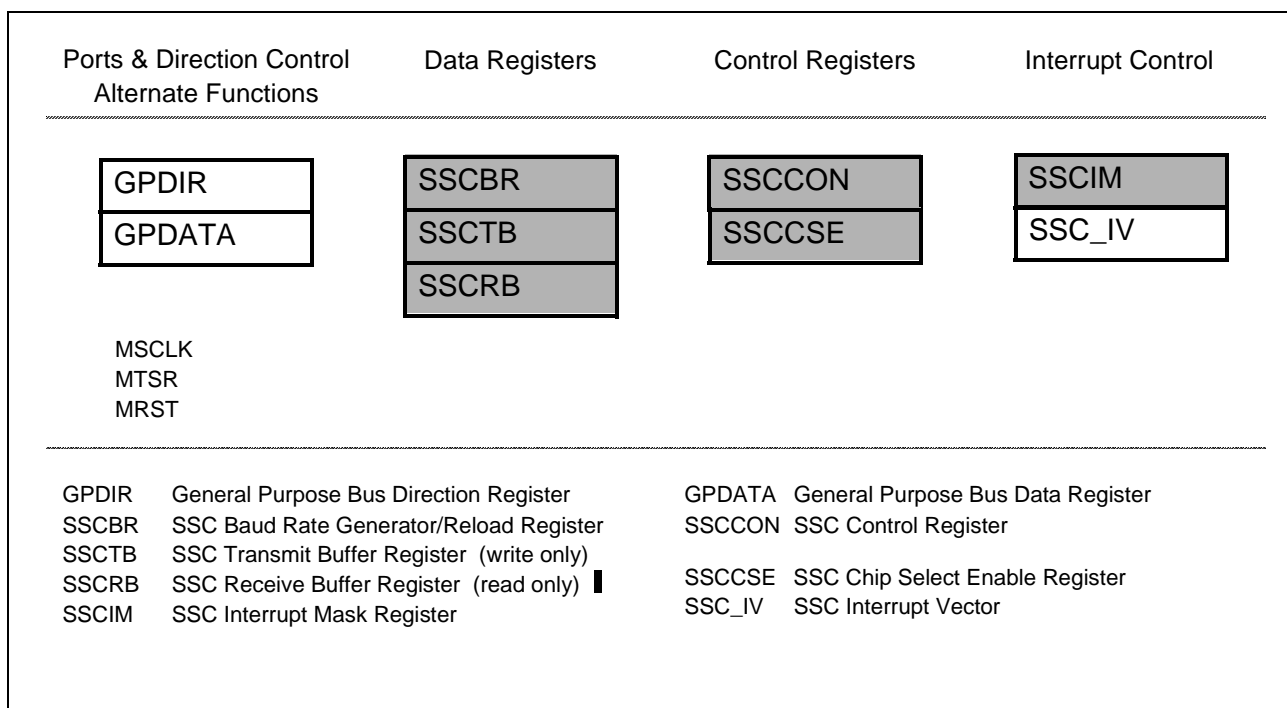 Ports & Direction Control
Alternate Functions
Data Registers
Control Registers
Interrupt Control
GPDIR
GPDATA
SSCBR
SSCTB
SSCRB
SSCCON
SSCCSE
SSCIM
SSC_IV
MSCLK
MTSR
MRST
GPDIR General Purpose Bus Direction Register
SSCBR SSC Baud Rate Generator/Reload Register
SSCTB SSC Transmit Buffer Register (write only)
SSCRB SSC Receive Buffer Register (read only)
SSCIM SSC Interrupt Mask Register
GPDATA General Purpose Bus Data Register
SSCCON SSC Control Register
SSCCSE SSC Chip Select Enable Register
SSC_IV SSC Interrupt Vector